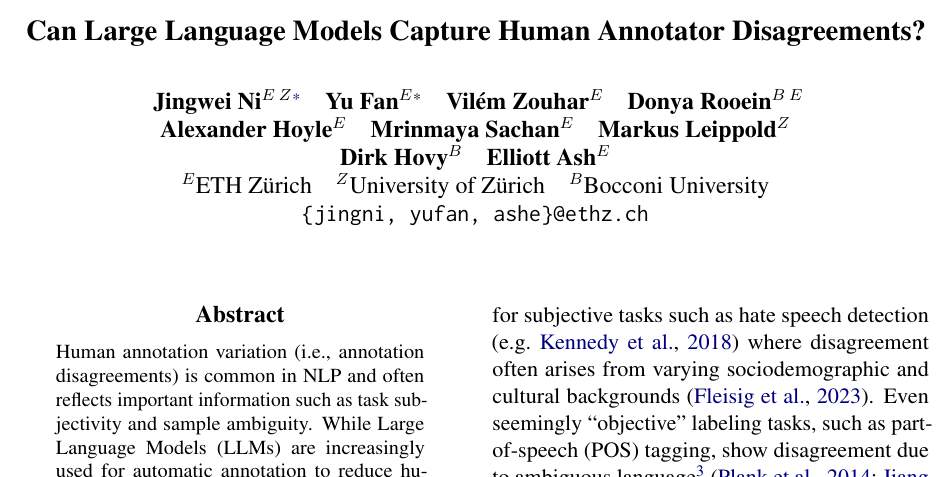 Can Large Language Models Capture Human Annotator Disagreements?
Jingwei Ni^{E Z*} Yu Fan^{E*} Vilém Zouhar^E Donya Rooein^{B E}
Alexander Hoyle^E Mrinmaya Sachan^E Markus Leippold^Z
Dirk Hovy^B Elliott Ash^E
^EETH Zürich ^ZUniversity of Zürich ^BBocconi University
{jingni, yufan, ashe}@ethz.ch
Abstract
Human annotation variation (i.e., annotation
disagreements) is common in NLP and often
reflects important information such as task sub-
jectivity and sample ambiguity. While Large
Language Models (LLMs) are increasingly
used for automatic annotation to reduce hu-
for subjective tasks such as hate speech detection
(e.g. Kennedy et al., 2018) where disagreement
often arises from varying sociodemographic and
cultural backgrounds (Fleisig et al., 2023). Even
seemingly “objective” labeling tasks, such as part-
of-speech (POS) tagging, show disagreement due
to ambiguous language^3 (Plank et al., 2014; Jiang